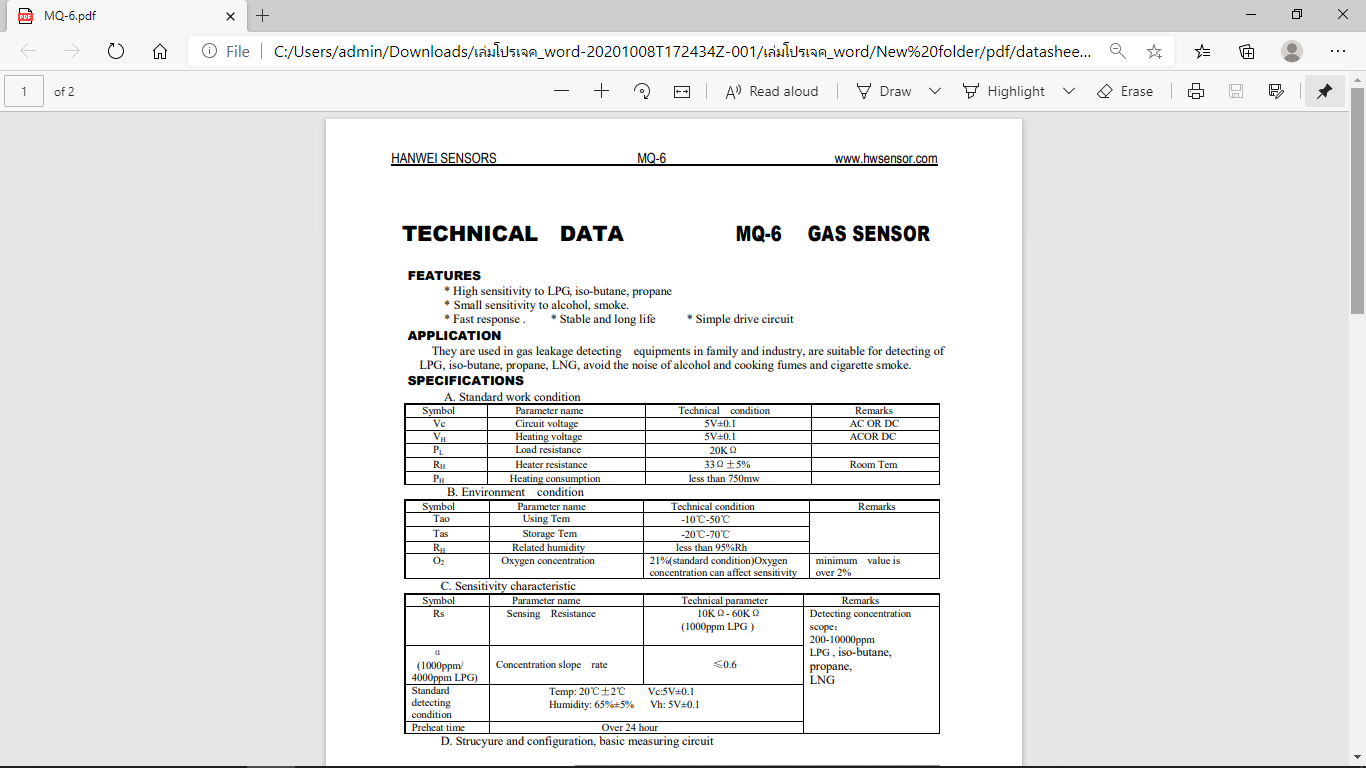 MQ-6.pdf
File
C:/Users/admin/Downloads/เล่มโปรเจค_word-20201008T172434Z-001/เล่มโปรเจค_word/New%20folder/pdf/datashee...
1 of 2
Read aloud
Draw
Highlight
Erase
HANWEI SENSORS MQ-6 www.hwsensor.com
TECHNICAL DATA MQ-6 GAS SENSOR
FEATURES
* High sensitivity to LPG, iso-butane, propane
* Small sensitivity to alcohol, smoke.
* Fast response . * Stable and long life * Simple drive circuit
APPLICATION
They are used in gas leakage detecting equipments in family and industry, are suitable for detecting of
LPG, iso-butane, propane, LNG, avoid the noise of alcohol and cooking fumes and cigarette smoke.
SPECIFICATIONS
A. Standard work condition
Symbol Parameter name Technical condition Remarks
Vc Circuit voltage 5V±0.1 AC OR DC
VH Heating voltage 5V±0.1 ACOR DC
PL Load resistance 20KΩ
RH Heater resistance 33Ω±5% Room Tem
PH Heating consumption less than 750mw
B. Environment condition
Symbol Parameter name Technical condition Remarks
Tao Using Tem -10℃-50℃
Tas Storage Tem -20℃-70℃
RH Related humidity less than 95%Rh
O2 Oxygen concentration 21%(standard condition)Oxygen minimum value is
concentration can affect sensitivity over 2%
C. Sensitivity characteristic
Symbol Parameter name Technical parameter Remarks
Rs Sensing Resistance 10KΩ- 60KΩ Detecting concentration
(1000ppm LPG ) scope：
200-10000ppm
α LPG , iso-butane,
(1000ppm/ Concentration slope rate ≤0.6 propane,
4000ppm LPG) LNG
Standard Temp: 20℃±2℃ Vc:5V±0.1
detecting Humidity: 65%±5% Vh: 5V±0.1
condition
Preheat time Over 24 hour
D. Strucyure and configuration, basic measuring circuit